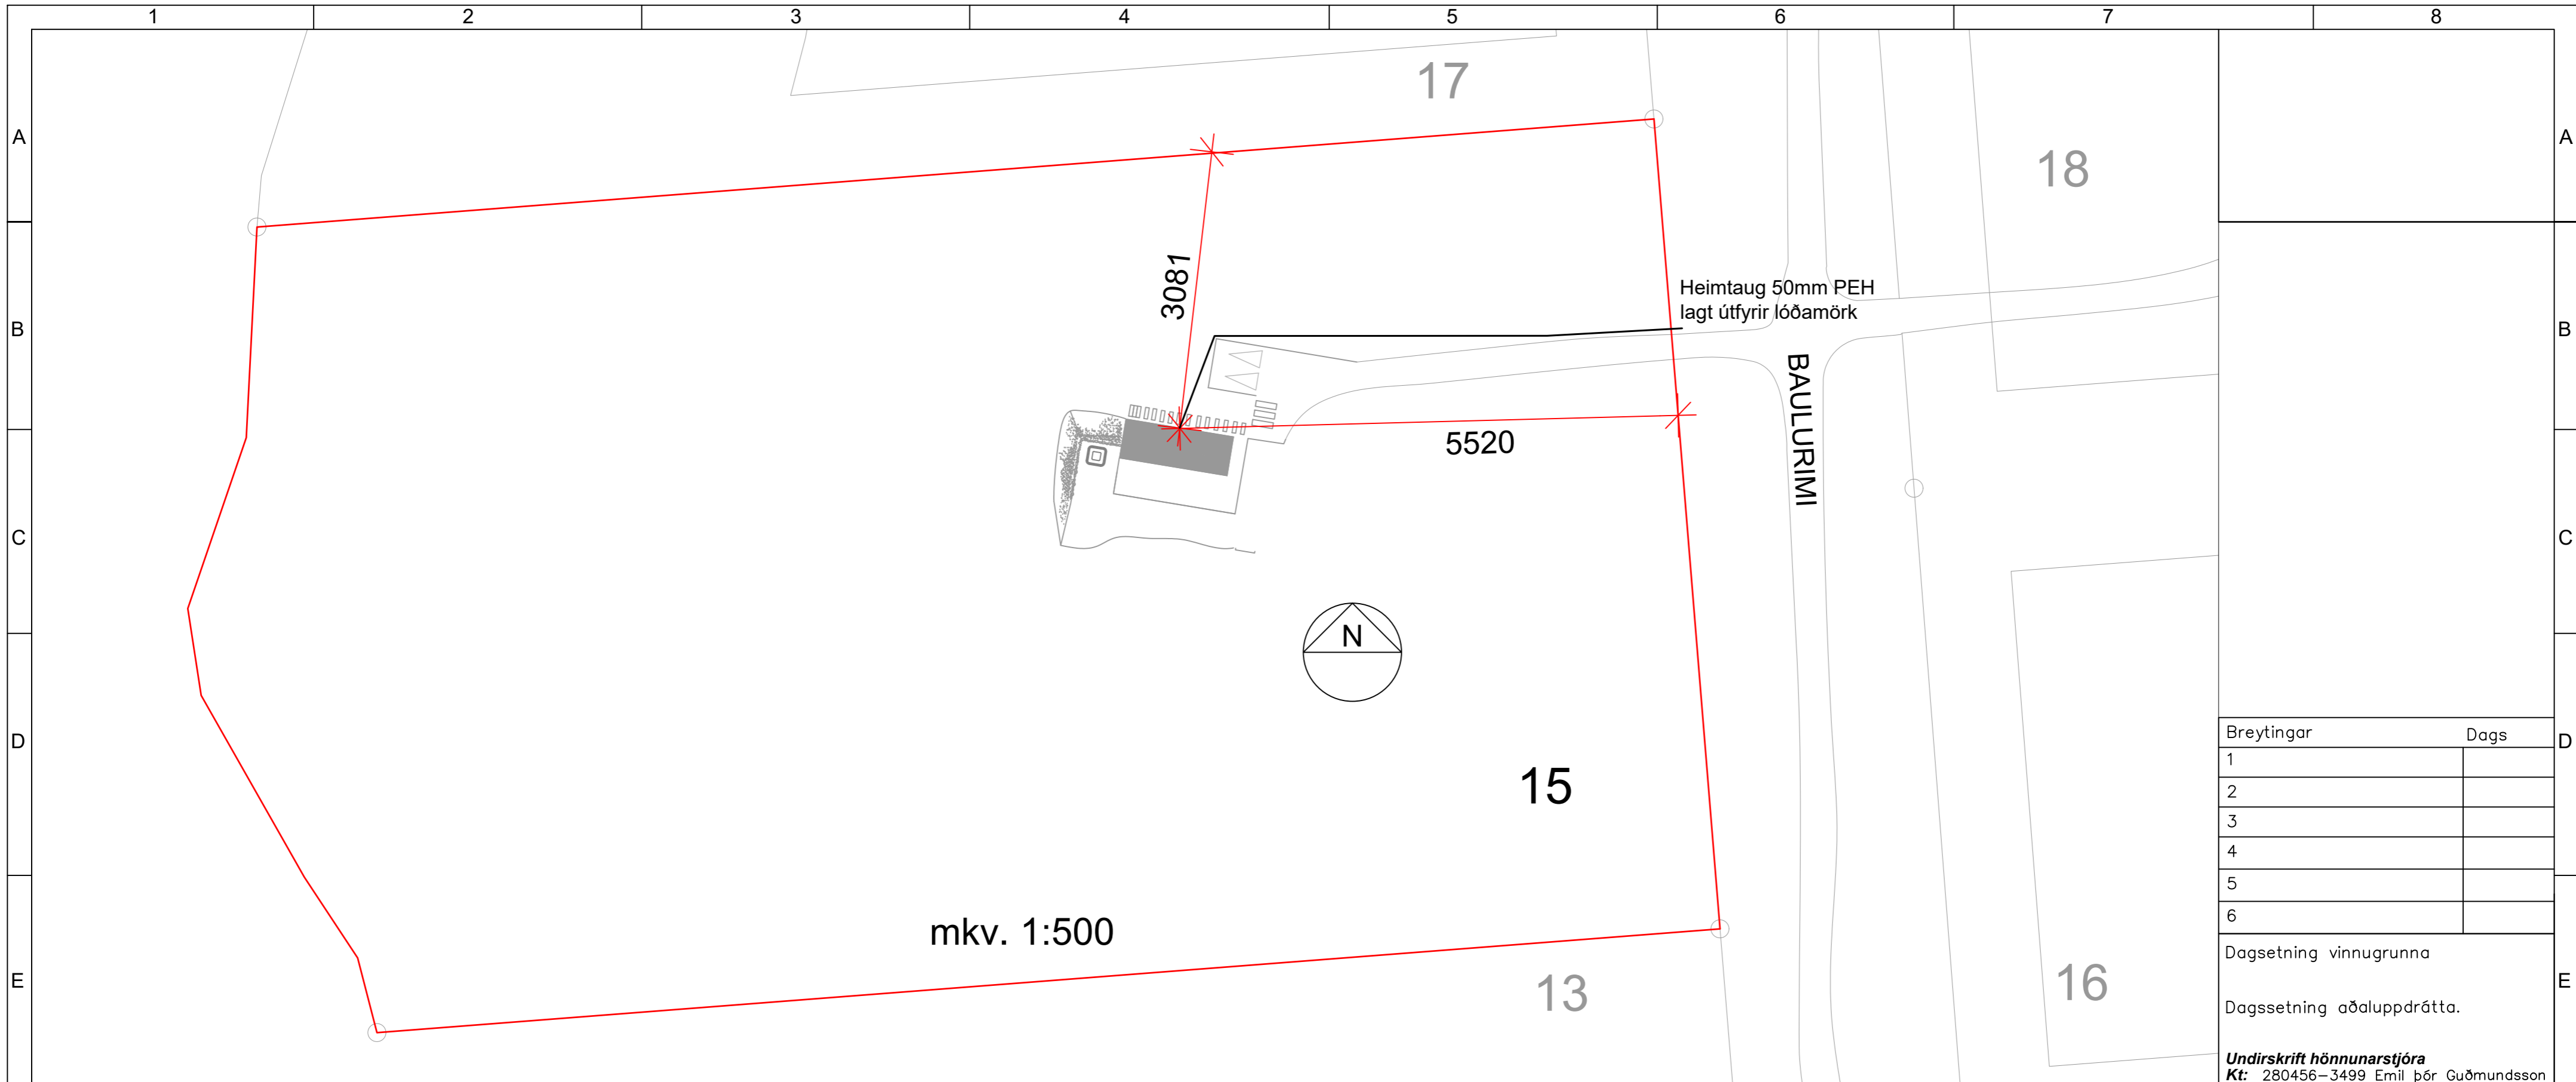 1 2 3 4 5 6 7 8
17
A
A
18
3081
Heimtaug 50mm PEH
lagt útfyrir lóðamörk
B
B
BAULURIMI
5520
C
C
N
Breytingar Dags
D
D
1
15
2
3
4
5
6
mkv. 1:500
Dagsetning vinnugrunna
E
E
13
16
Dagssetning aðaluppdrátta.
Undirskrift hönnunarstjóra
Kt: 280456-3499 Emil þór Guðmundsson